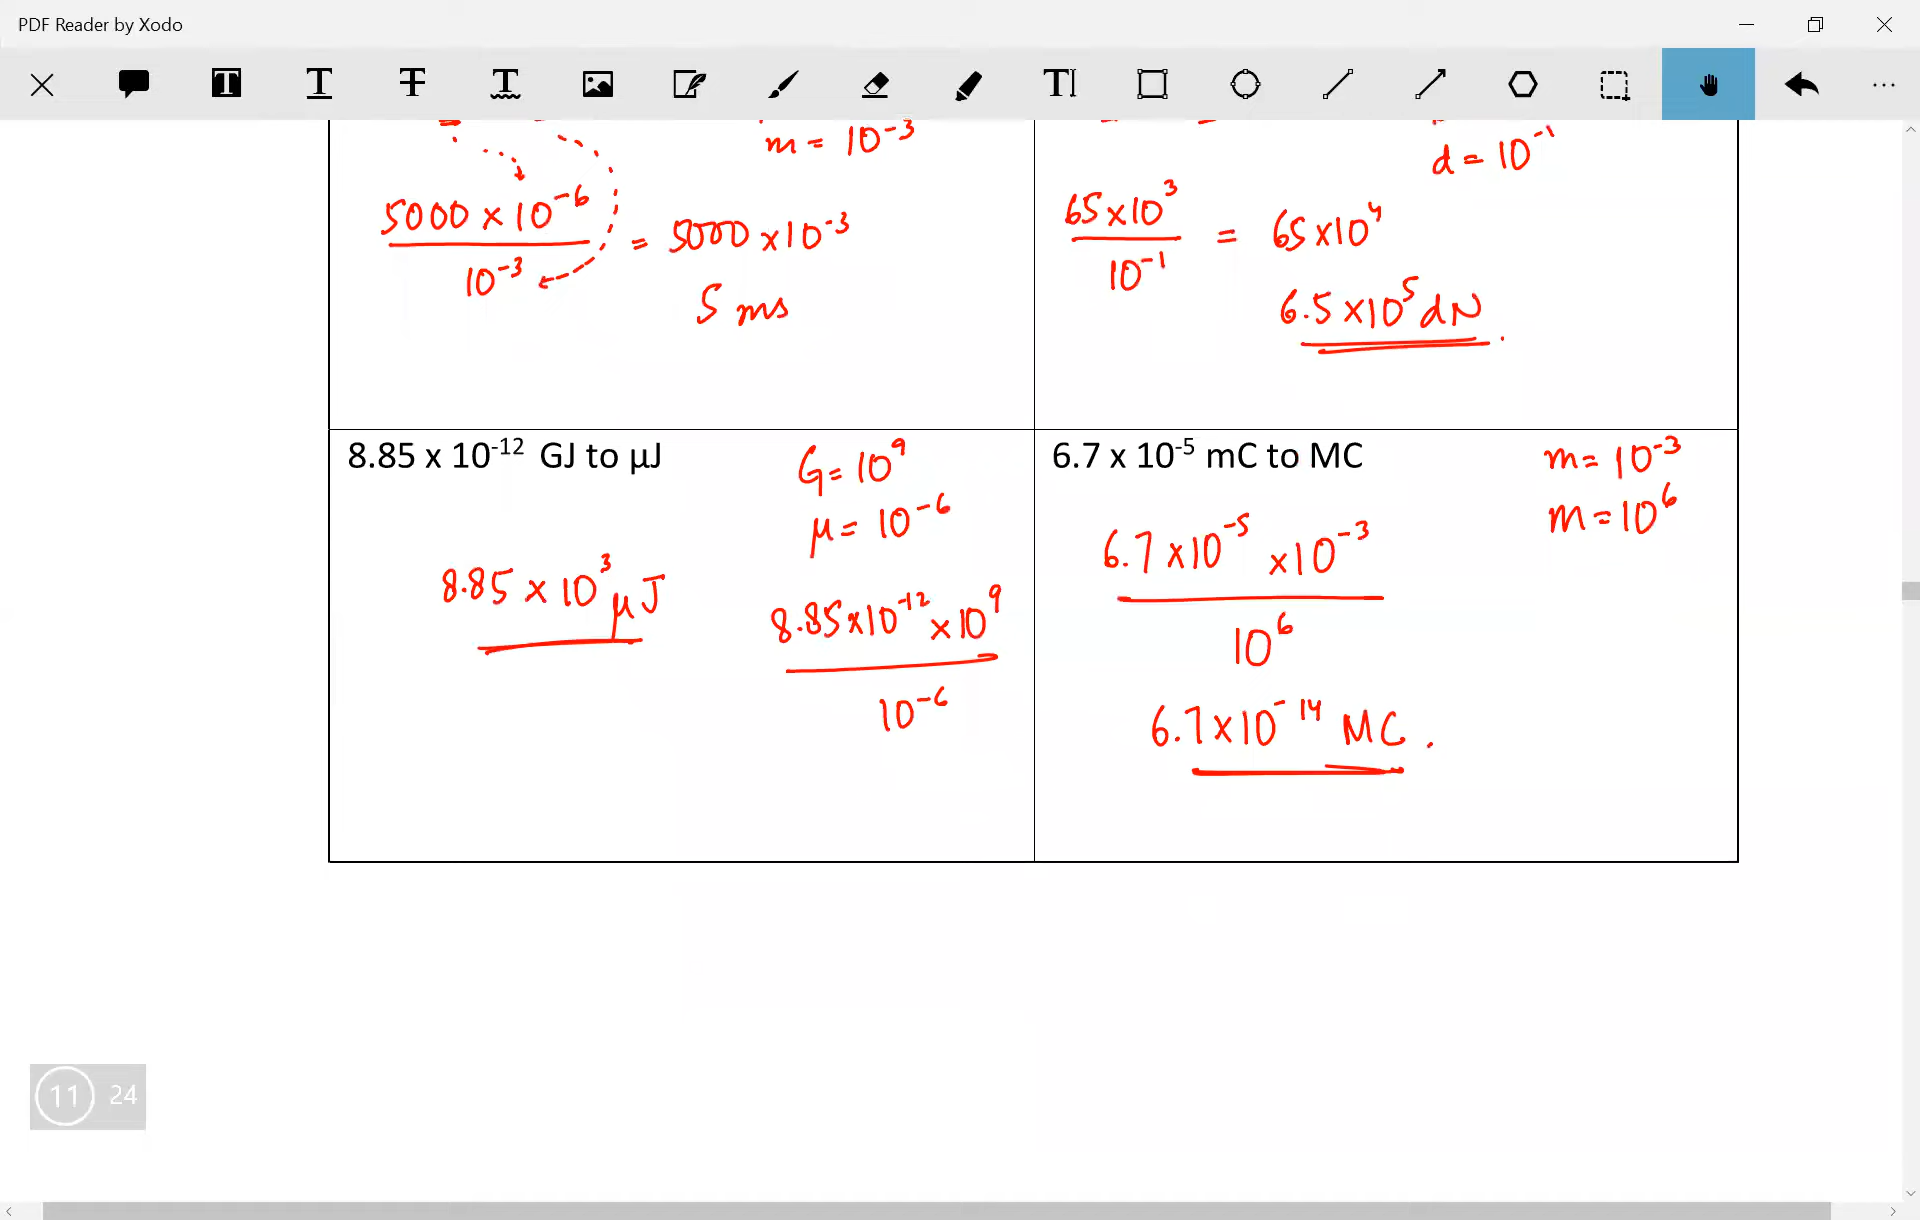 PDF Reader by Xodo
m = 10⁻³
5000 × 10⁻⁶
10⁻³
= 5000 × 10⁻³
5 ms
d = 10⁻¹
65×10³
10⁻¹
= 65×10⁴
6.5 ×10⁵ dN.
8.85 x 10⁻¹² GJ to µJ
G = 10⁹
µ = 10⁻⁶
8.85 × 10³ µJ
8.85×10⁻¹² × 10⁹
10⁻⁶
6.7 x 10⁻⁵ mC to MC
m = 10⁻³
m = 10⁶
6.7 ×10⁻⁵ ×10⁻³
10⁶
6.7×10⁻¹⁴ MC.
11 24